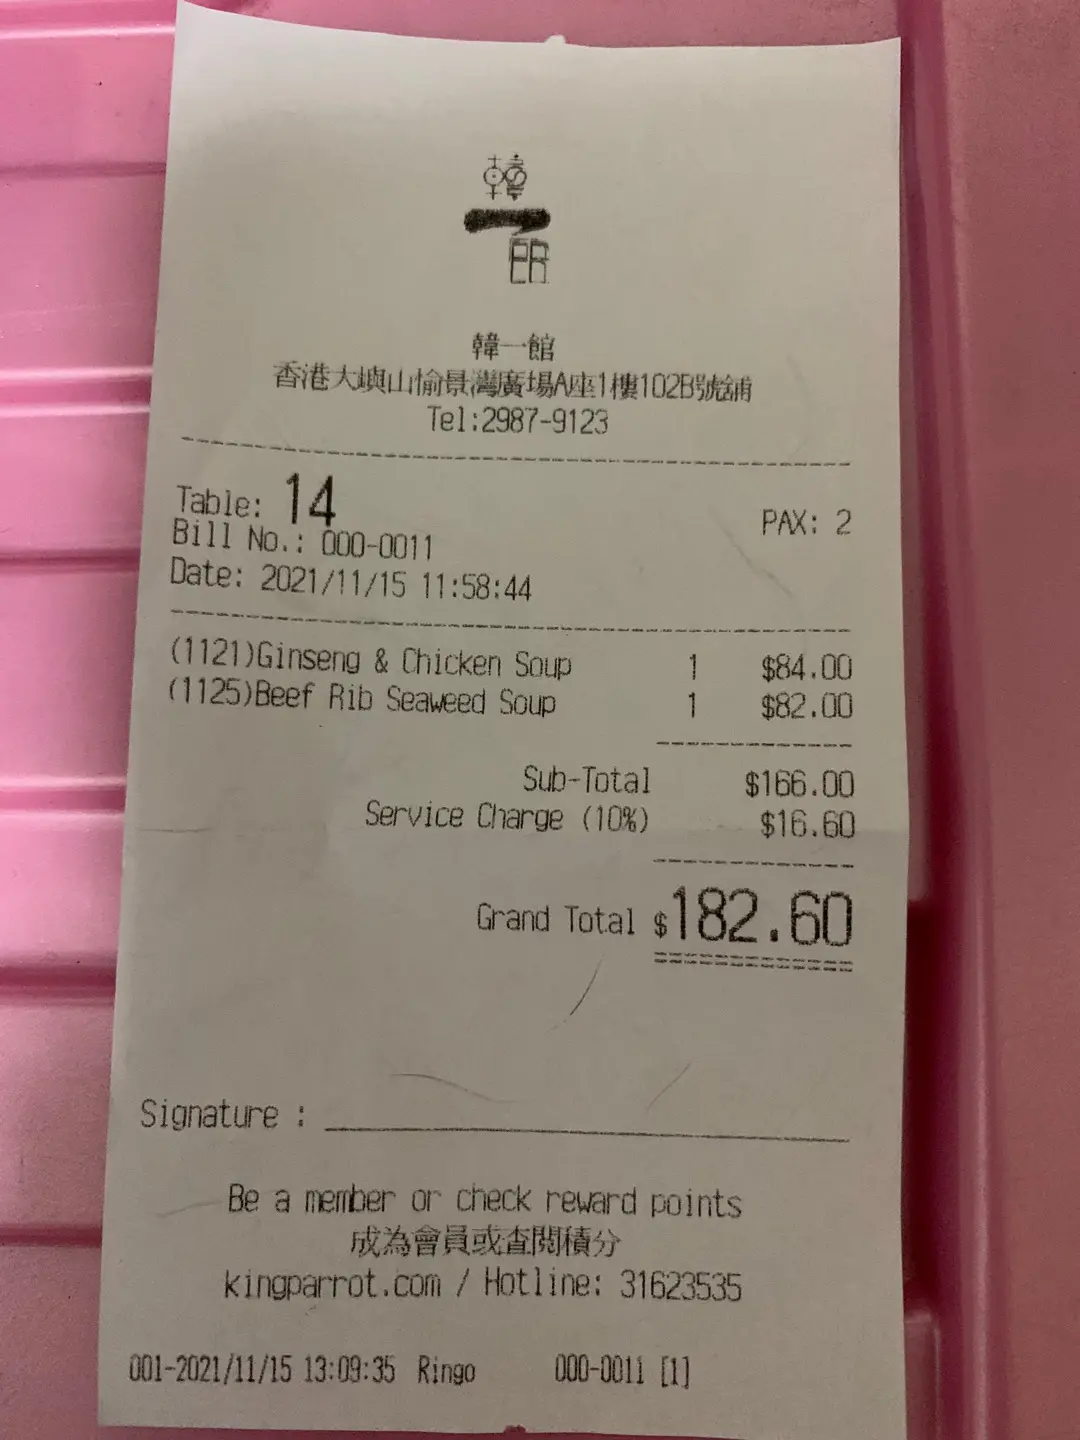 韓一館
韓一館
香港大嶼山愉景灣廣場A座1樓102B號舖
Tel:2987-9123
Table: 14
PAX: 2
Bill No.: 000-0011
Date: 2021/11/15 11:58:44
(1121)Ginseng & Chicken Soup 1 $84.00
(1125)Beef Rib Seaweed Soup 1 $82.00
Sub-Total $166.00
Service Charge (10%) $16.60
Grand Total $182.60
Signature :
Be a member or check reward points
成為會員或查閱積分
kingparrot.com / Hotline: 31623535
001-2021/11/15 13:09:35 Ringo 000-0011 [1]